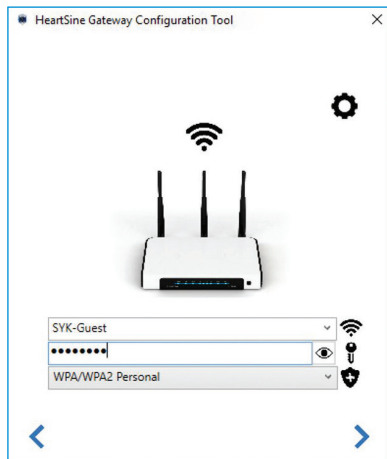 HeartSine Gateway Configuration Tool
SYK-Guest
••••••••
WPA/WPA2 Personal